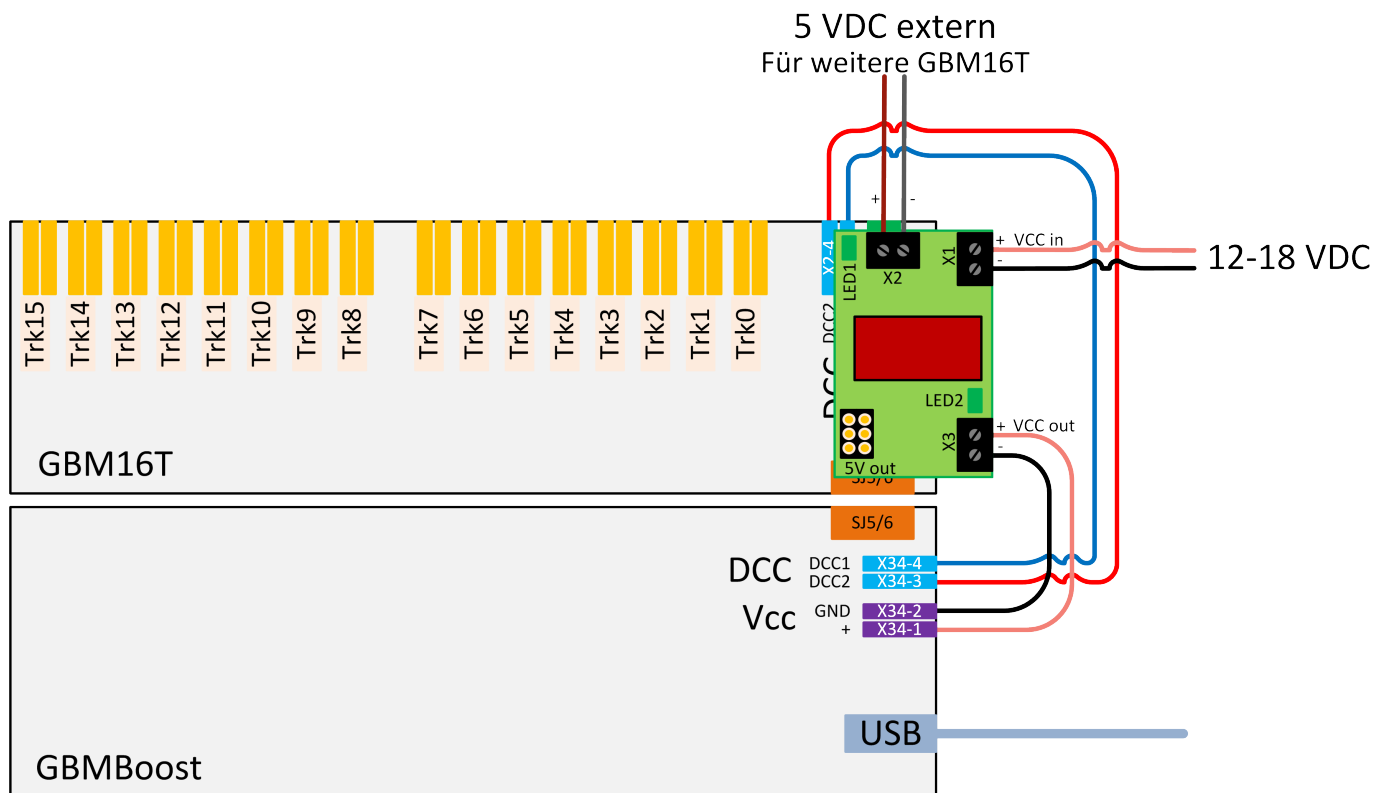 5 VDC extern
Für weitere GBM16T
+ -
X2-4
LED1
X2
X1
+ VCC in
-
12-18 VDC
Trk15
Trk14
Trk13
Trk12
Trk11
Trk10
Trk9
Trk8
Trk7
Trk6
Trk5
Trk4
Trk3
Trk2
Trk1
Trk0
DCC2
DCC
LED2
X3
+ VCC out
-
5V out
GBM16T
SJ5/6
SJ5/6
DCC
DCC1 X34-4
DCC2 X34-3
Vcc
GND X34-2
+ X34-1
USB
GBMBoost